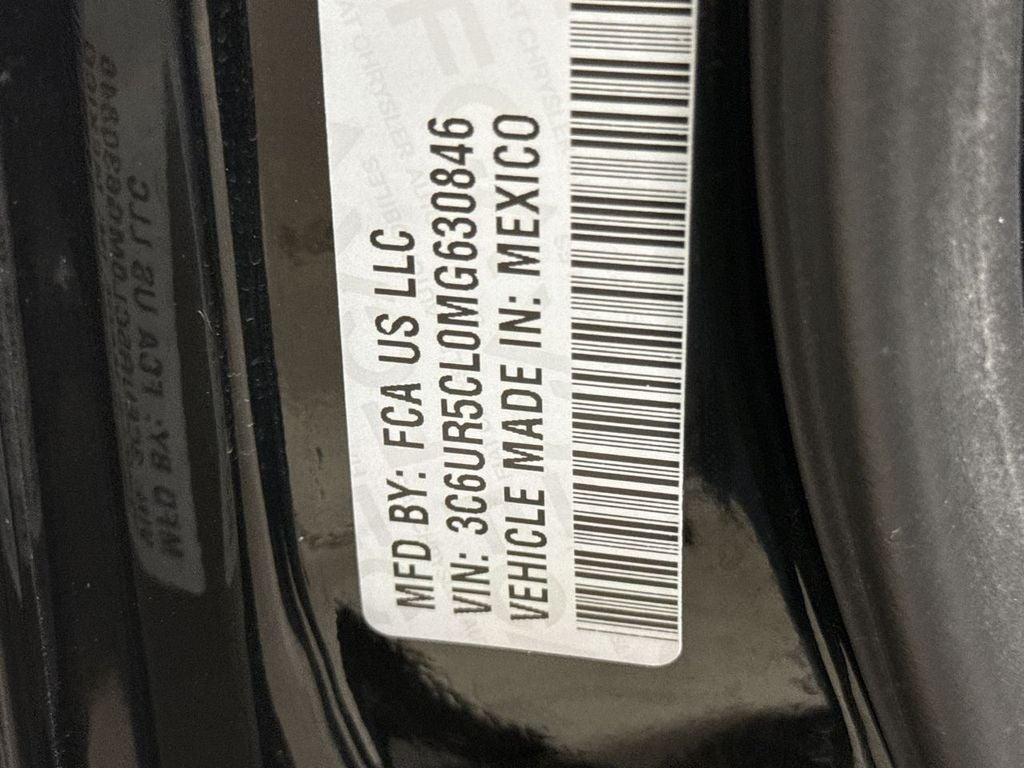 MFD BY: FCA US LLC
VIN: 3C6UR5CL0MG630846
VEHICLE MADE IN: MEXICO